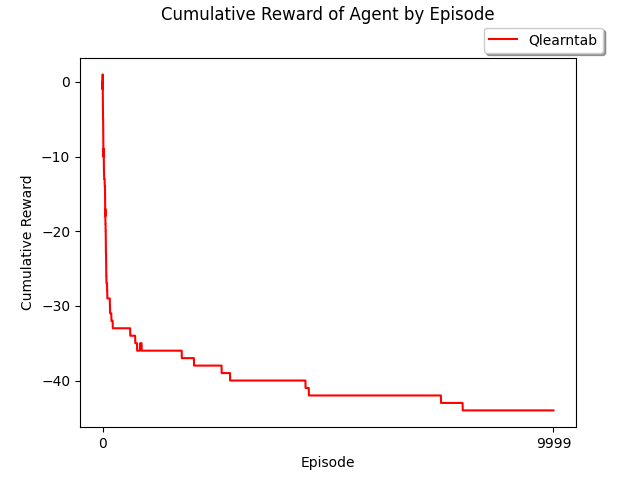 Cumulative Reward of Agent by Episode
Qlearntab
0
−10
−20
−30
−40
Cumulative Reward
0
9999
Episode